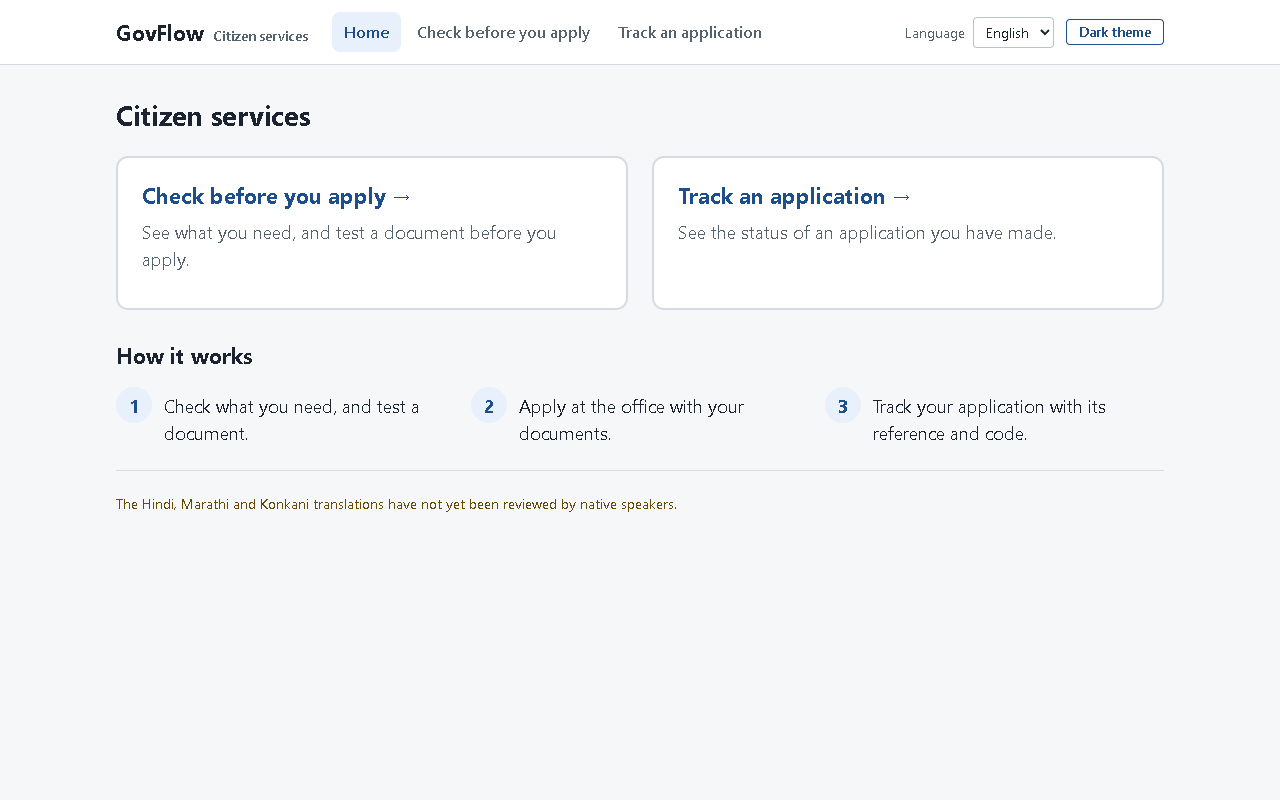 GovFlow Citizen services Home Check before you apply Track an application Language English Dark theme
Citizen services
Check before you apply →
See what you need, and test a document before you
apply.
Track an application →
See the status of an application you have made.
How it works
1 Check what you need, and test a
document.
2 Apply at the office with your
documents.
3 Track your application with its
reference and code.
The Hindi, Marathi and Konkani translations have not yet been reviewed by native speakers.